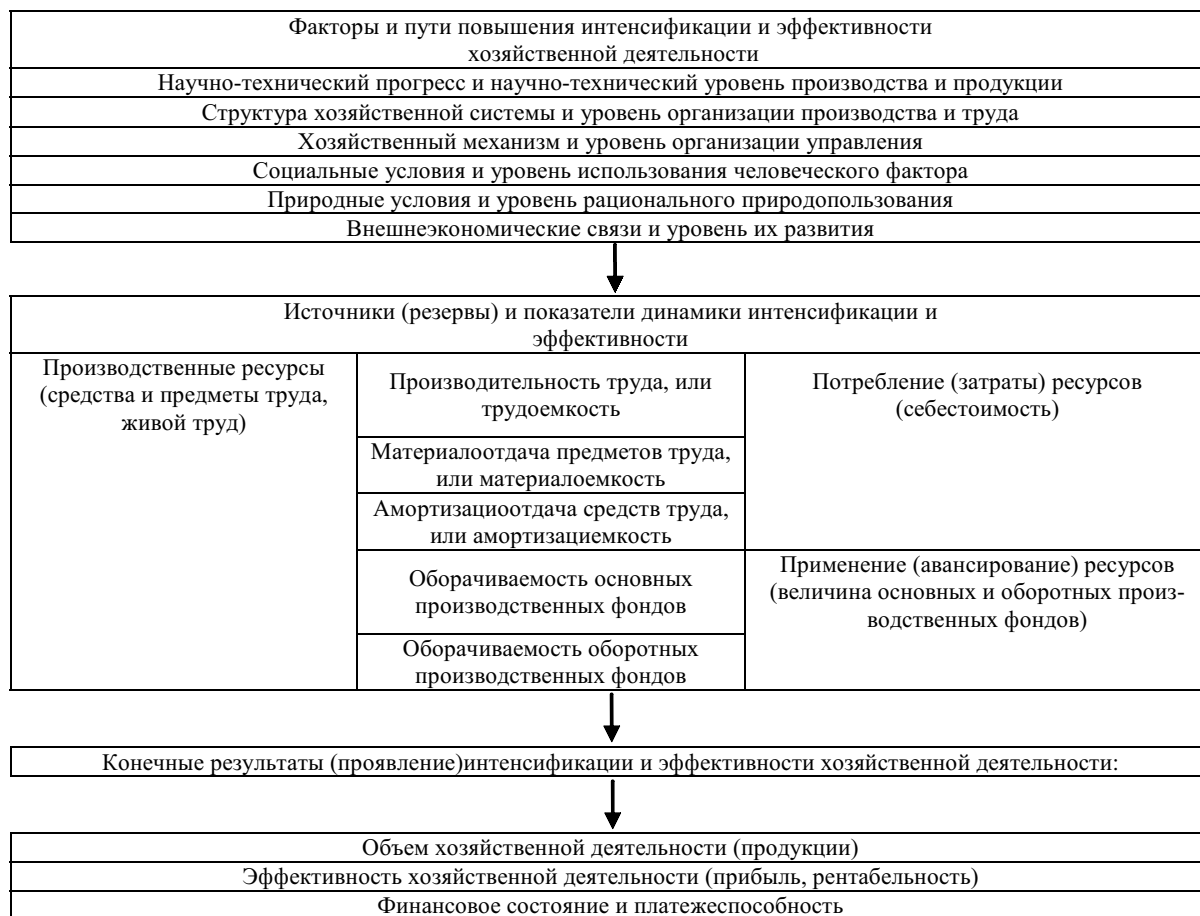 Факторы и пути повышения интенсификации и эффективности
хозяйственной деятельности
Научно-технический прогресс и научно-технический уровень производства и продукции
Структура хозяйственной системы и уровень организации производства и труда
Хозяйственный механизм и уровень организации управления
Социальные условия и уровень использования человеческого фактора
Природные условия и уровень рационального природопользования
Внешнеэкономические связи и уровень их развития
Источники (резервы) и показатели динамики интенсификации и
эффективности
Производственные ресурсы
(средства и предметы труда,
живой труд)
Производительность труда, или
трудоемкость
Материалоотдача предметов труда,
или материалоемкость
Амортизациоотдача средств труда,
или амортизациемкость
Оборачиваемость основных
производственных фондов
Оборачиваемость оборотных
производственных фондов
Потребление (затраты) ресурсов
(себестоимость)
Применение (авансирование) ресурсов
(величина основных и оборотных произ-
водственных фондов)
Конечные результаты (проявление)интенсификации и эффективности хозяйственной деятельности:
Объем хозяйственной деятельности (продукции)
Эффективность хозяйственной деятельности (прибыль, рентабельность)
Финансовое состояние и платежеспособность